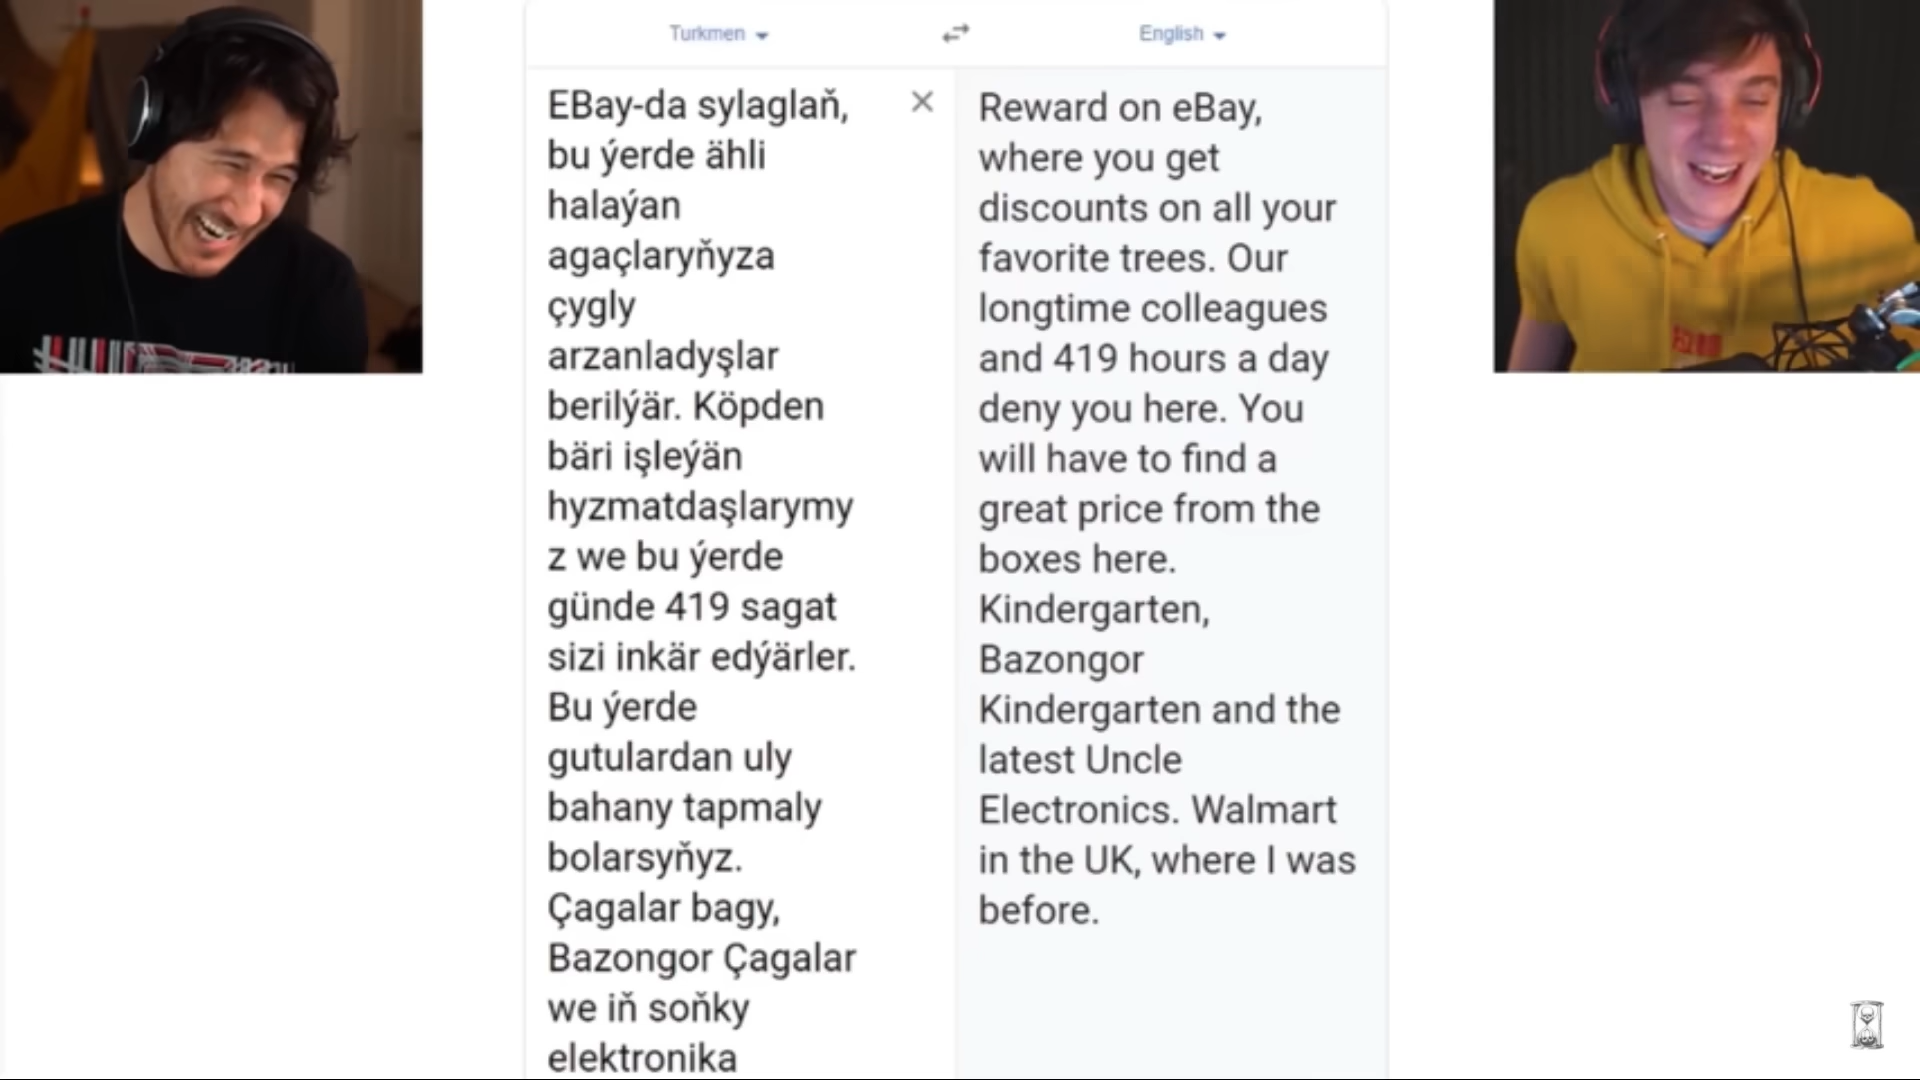 Turkmen
English
EBay-da sylaglaň,
bu ýerde ähli
halaýan
agaçlaryňyza
çygly
arzanladyşlar
berilýär. Köpden
bäri işleýän
hyzmatdaşlarymy
z we bu ýerde
günde 419 sagat
sizi inkär edýärler.
Bu ýerde
gutulardan uly
bahany tapmaly
bolarsyňyz.
Çagalar bagy,
Bazongor Çagalar
we iň soňky
elektronika
Reward on eBay,
where you get
discounts on all your
favorite trees. Our
longtime colleagues
and 419 hours a day
deny you here. You
will have to find a
great price from the
boxes here.
Kindergarten,
Bazongor
Kindergarten and the
latest Uncle
Electronics. Walmart
in the UK, where I was
before.